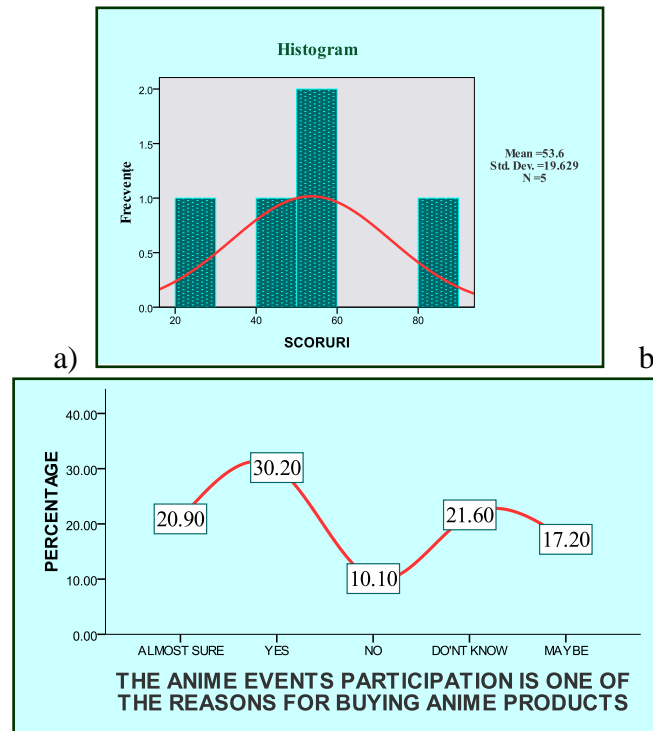 Histogram
2.0
1.5
1.0
0.5
0.0
Frecvențe
20
40
60
80
SCORURI
Mean =53.6
Std. Dev. =19.629
N =5
a)
b
40.00
30.00
20.00
10.00
0.00
PERCENTAGE
20.90
30.20
10.10
21.60
17.20
ALMOST SURE
YES
NO
DO'NT KNOW
MAYBE
THE ANIME EVENTS PARTICIPATION IS ONE OF
THE REASONS FOR BUYING ANIME PRODUCTS